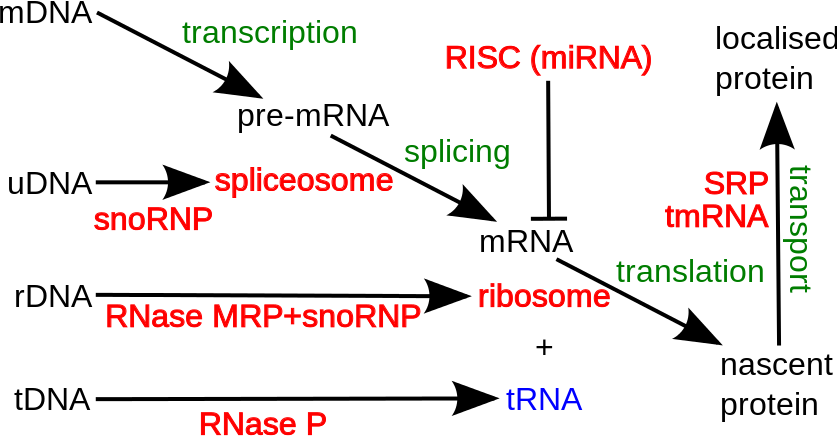 mDNA
transcription
RISC (miRNA)
localised
protein
pre-mRNA
splicing
uDNA
spliceosome
snoRNP
SRP
tmRNA
transport
mRNA
translation
rDNA
RNase MRP+snoRNP
ribosome
+
nascent
protein
tDNA
RNase P
tRNA